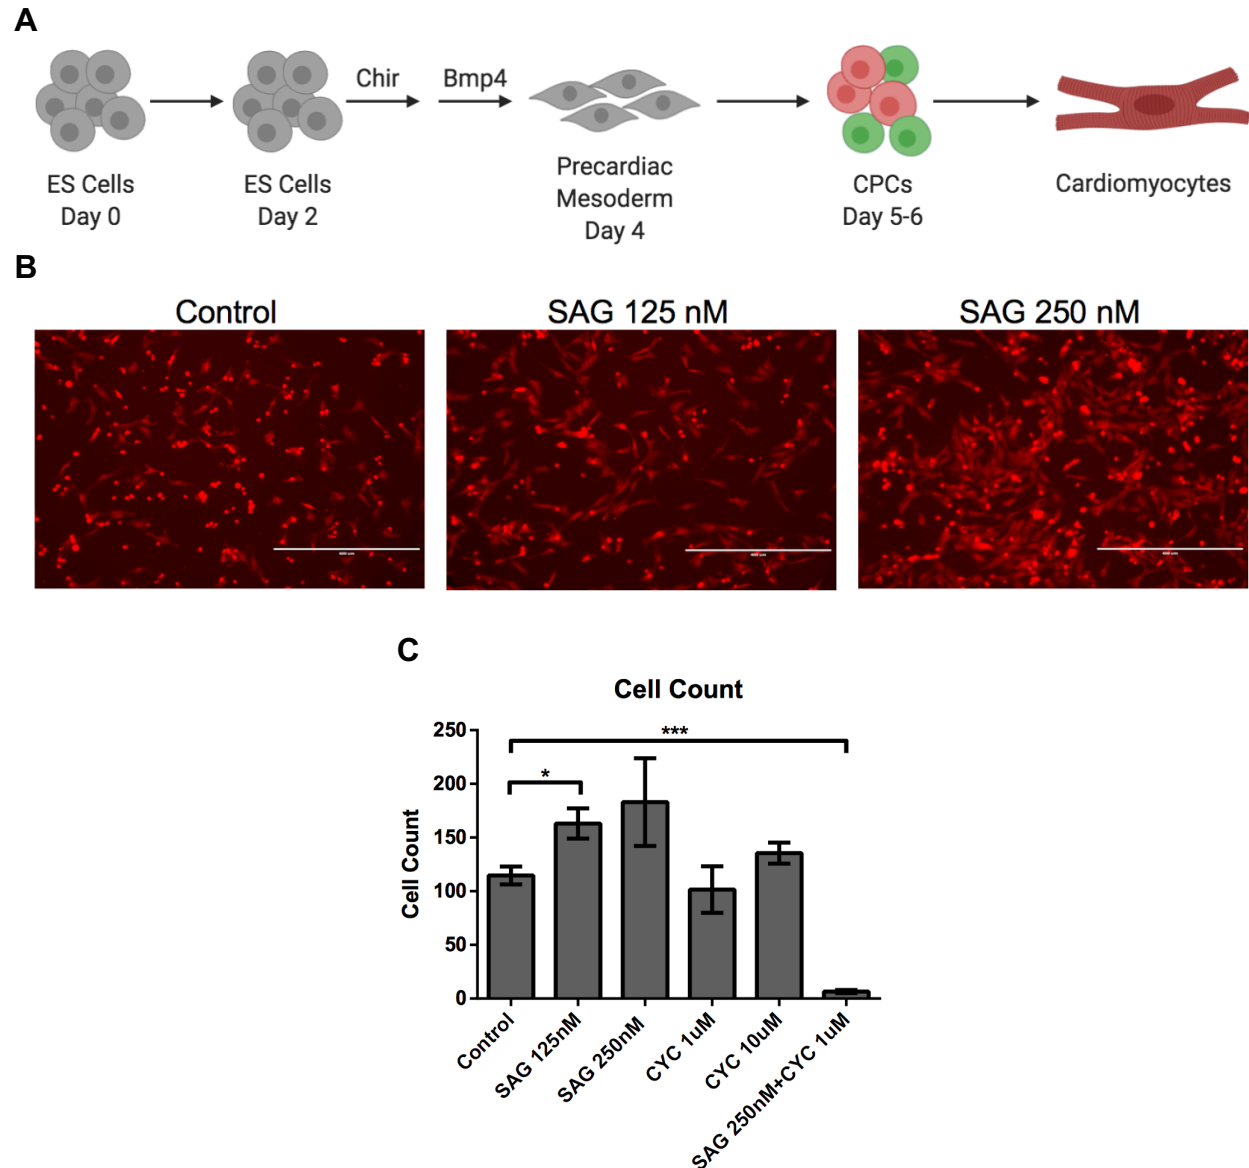 A
Chir
Bmp4
ES Cells
Day 0
ES Cells
Day 2
Precardiac
Mesoderm
Day 4
CPCs
Day 5-6
Cardiomyocytes
B
Control
SAG 125 nM
SAG 250 nM
C
Cell Count
Cell Count
250
200
150
100
50
0
***
*
Control
SAG 125nM
SAG 250nM
CYC 1uM
CYC 10uM
SAG 250nM+CYC 1uM